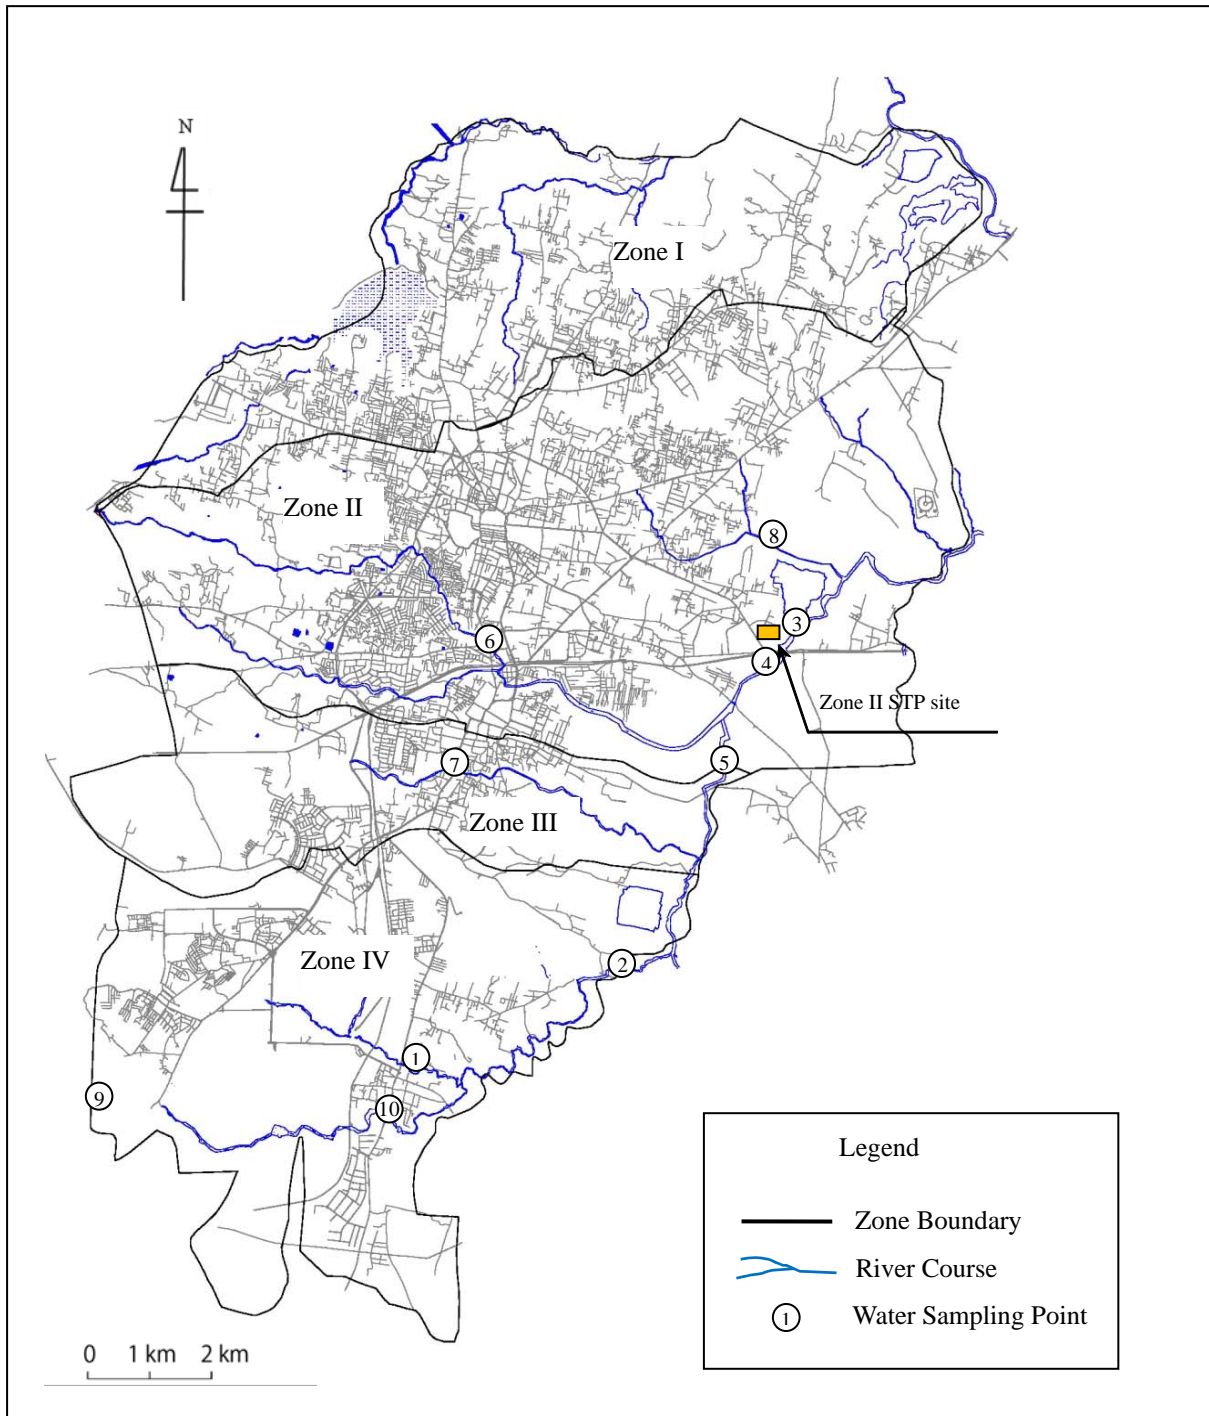 N
Zone I
Zone II
8
3
6
4
Zone II STP site
5
7
Zone III
Zone IV
2
1
9
10
Legend
Zone Boundary
River Course
1 Water Sampling Point
0 1 km 2 km